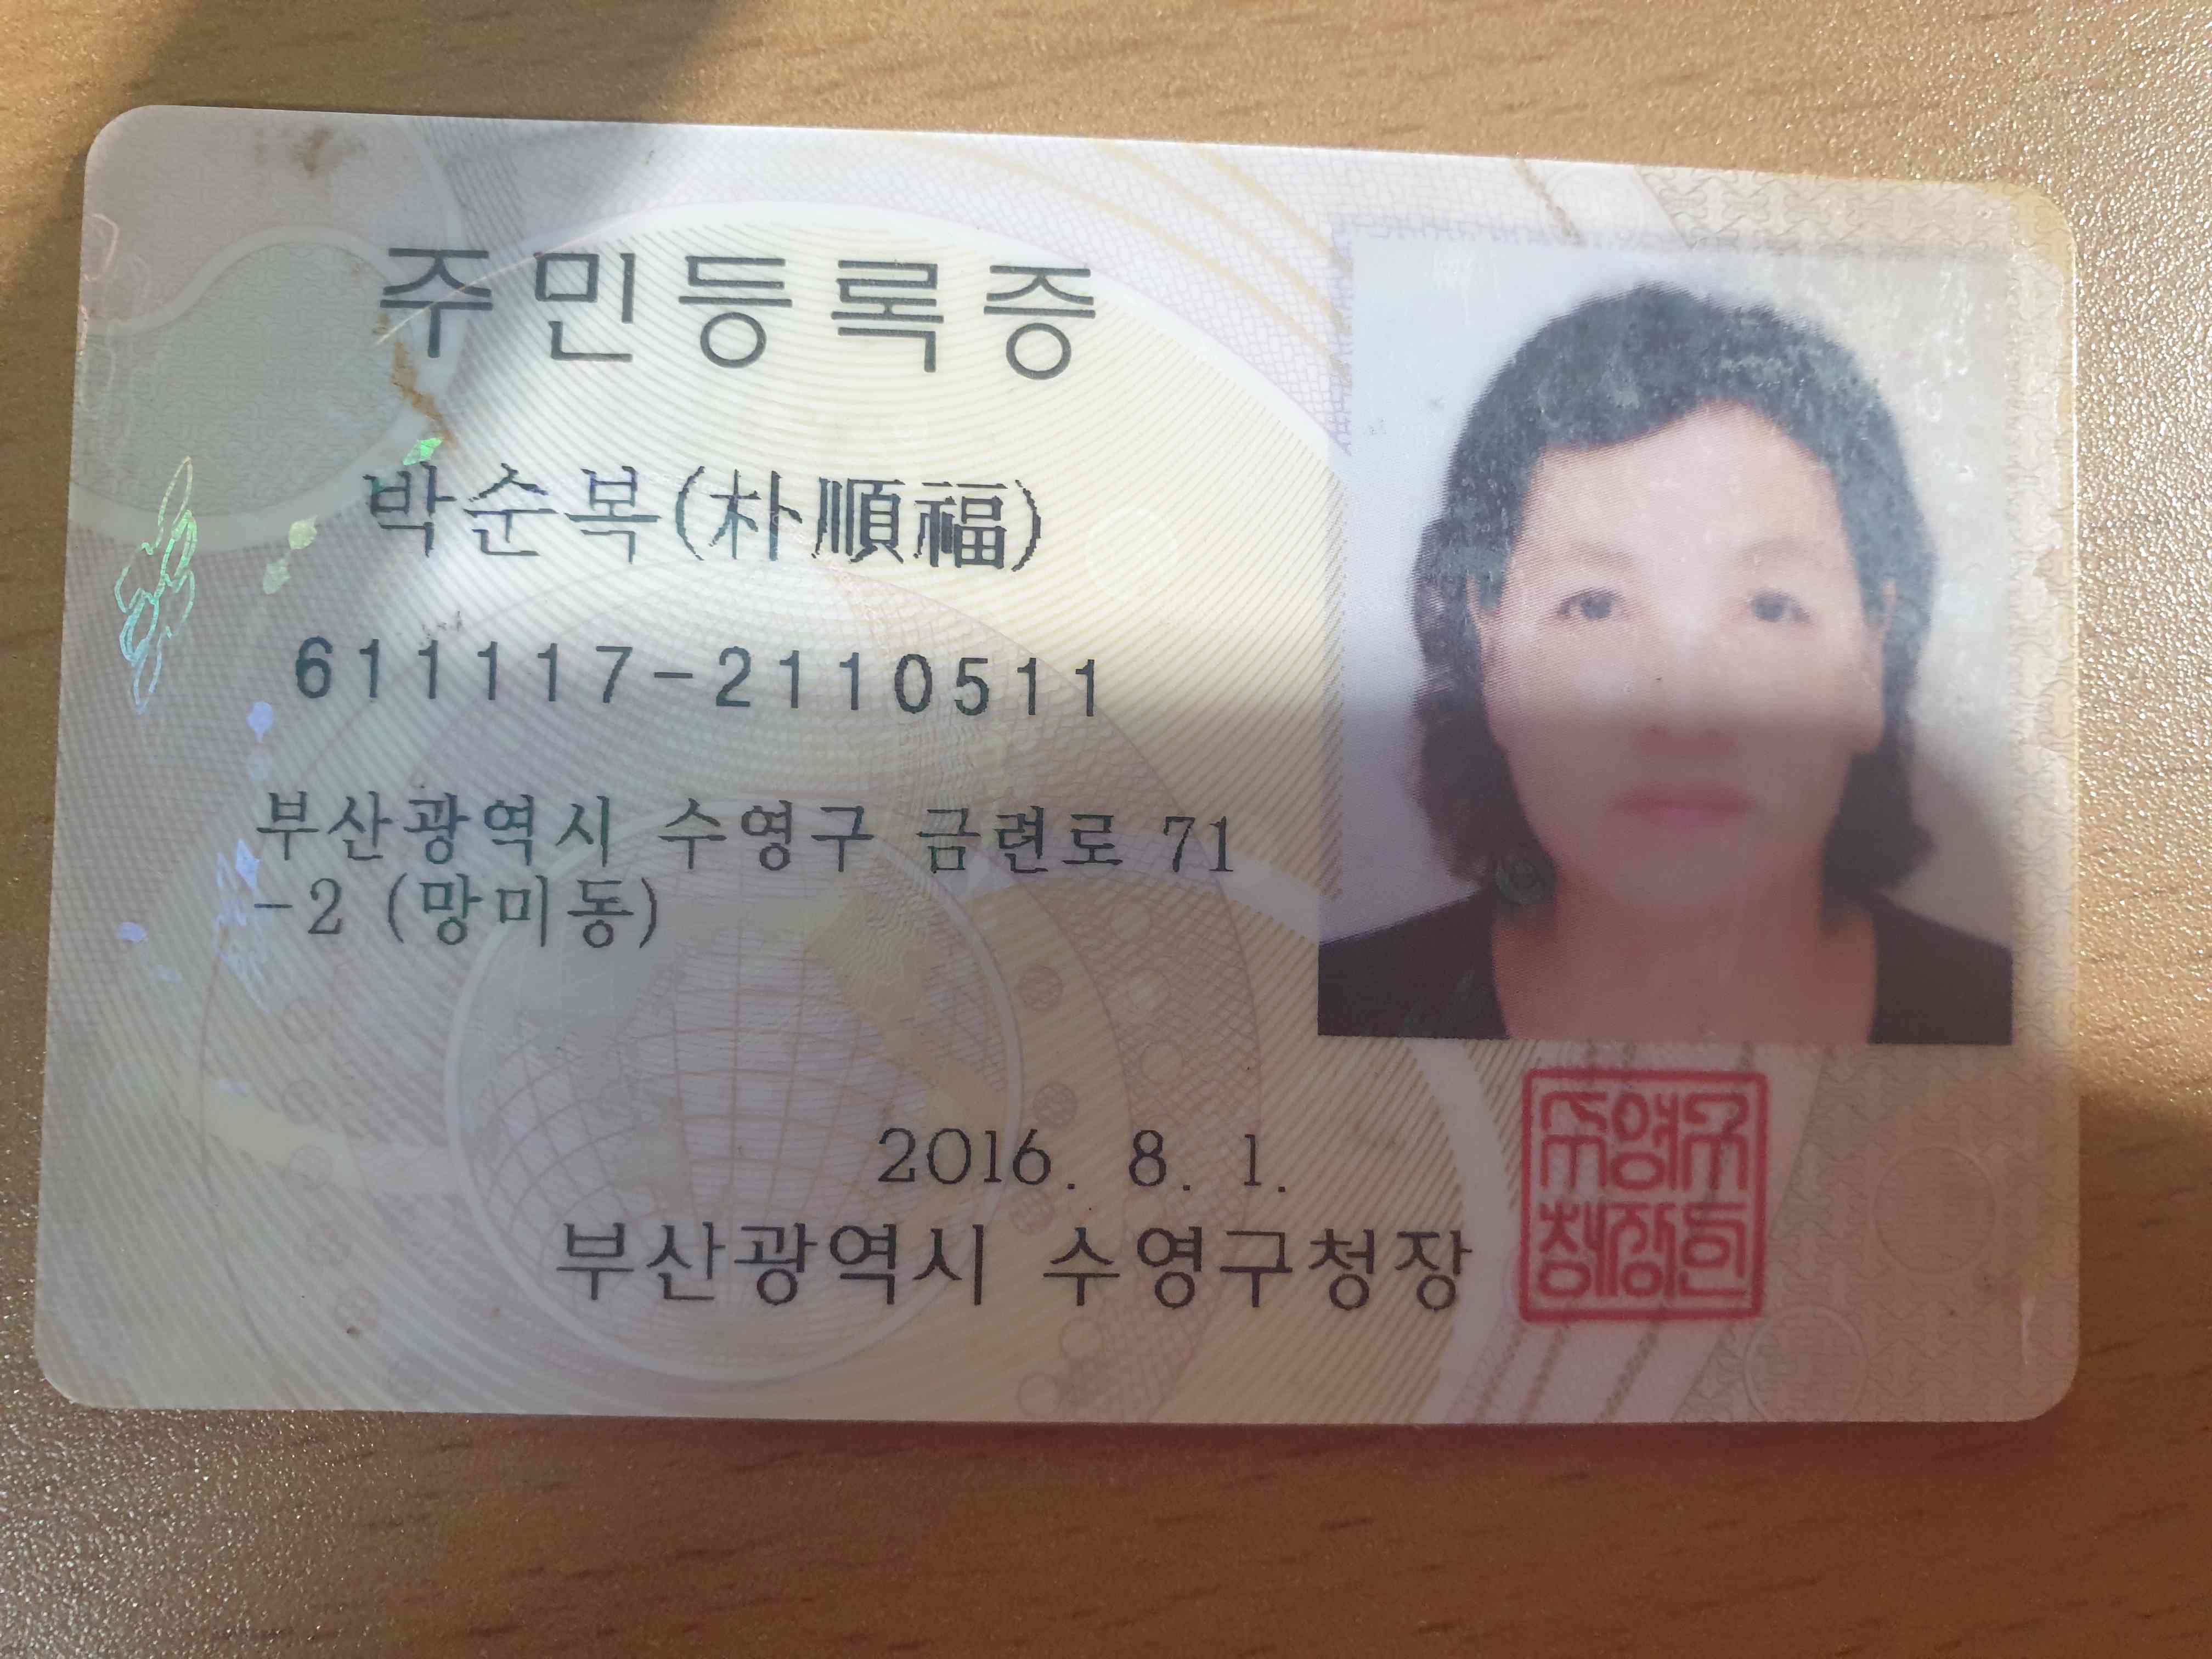 주민등록증
박순복(朴順福)
611117-2110511
부산광역시 수영구 금련로 71
-2 (망미동)
2016. 8. 1.
부산광역시 수영구청장